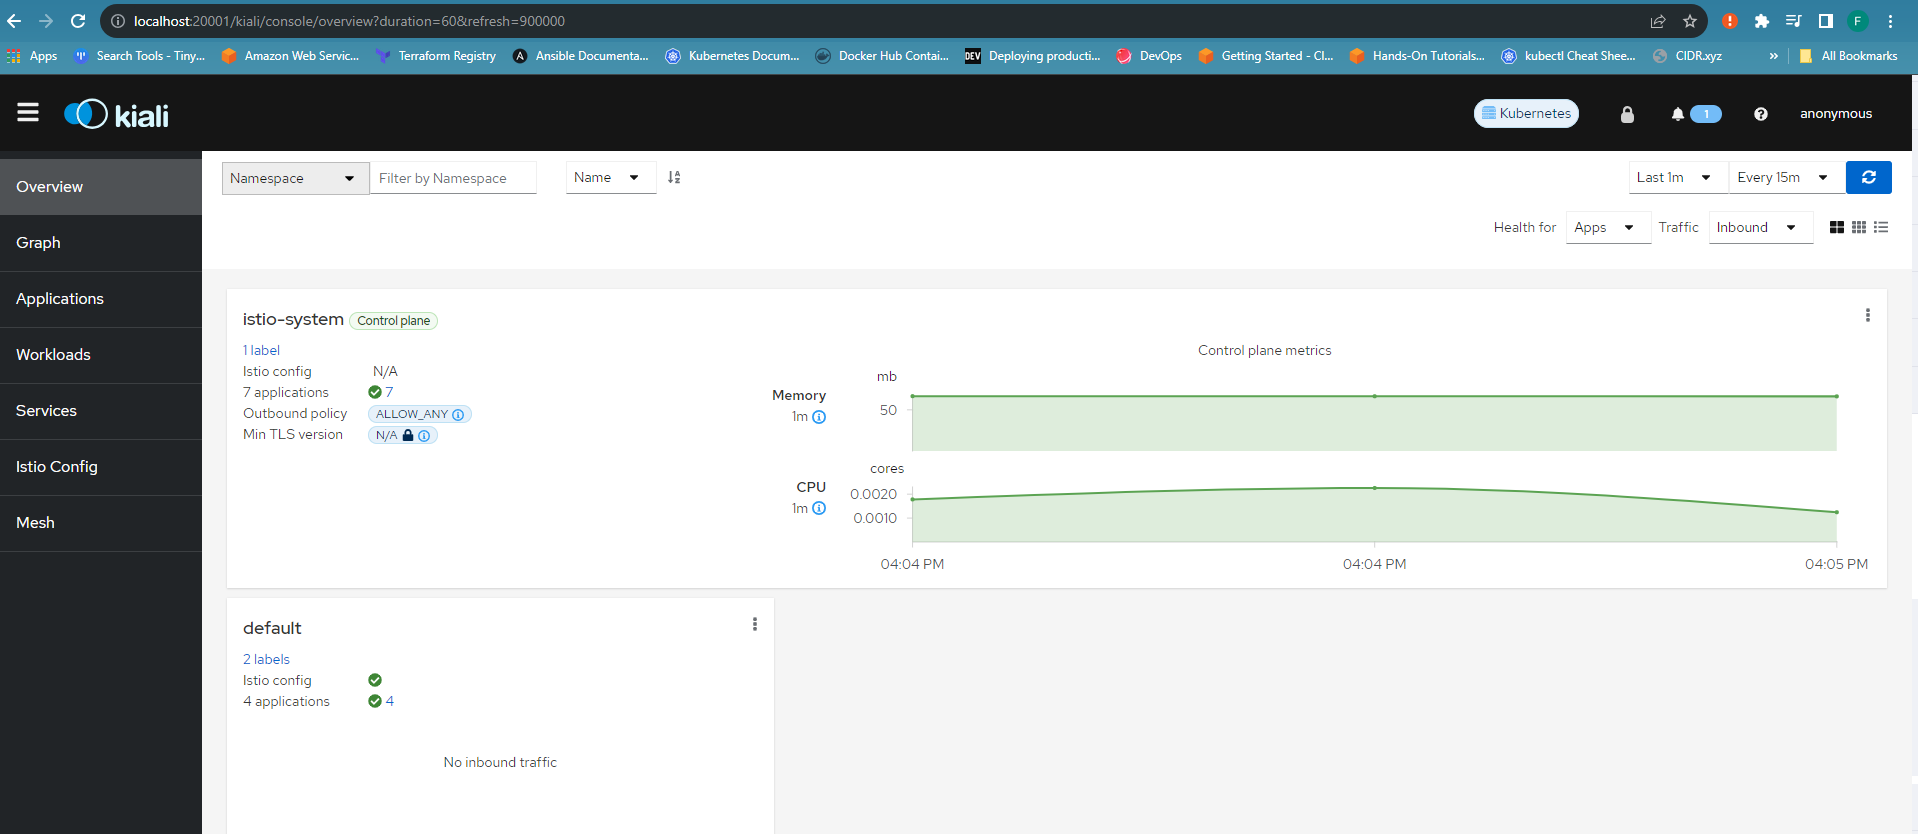 localhost:20001/kiali/console/overview?duration=60&refresh=900000
F
Apps Search Tools - Tiny... Amazon Web Servic... Terraform Registry Ansible Documenta... Kubernetes Docum... Docker Hub Contai... DEV Deploying producti... DevOps Getting Started - Cl... Hands-On Tutorials... kubectl Cheat Shee... CIDR.xyz » All Bookmarks
kiali Kubernetes 1 anonymous
Overview
Graph
Applications
Workloads
Services
Istio Config
Mesh
Namespace Filter by Namespace Name Last 1m Every 15m
Health for Apps Traffic Inbound
istio-system Control plane
1 label
Istio config N/A
7 applications 7
Outbound policy ALLOW_ANY
Min TLS version N/A
Control plane metrics
mb
Memory
1m
50
cores
CPU
1m
0.0020
0.0010
04:04 PM 04:04 PM 04:05 PM
default
2 labels
Istio config
4 applications 4
No inbound traffic